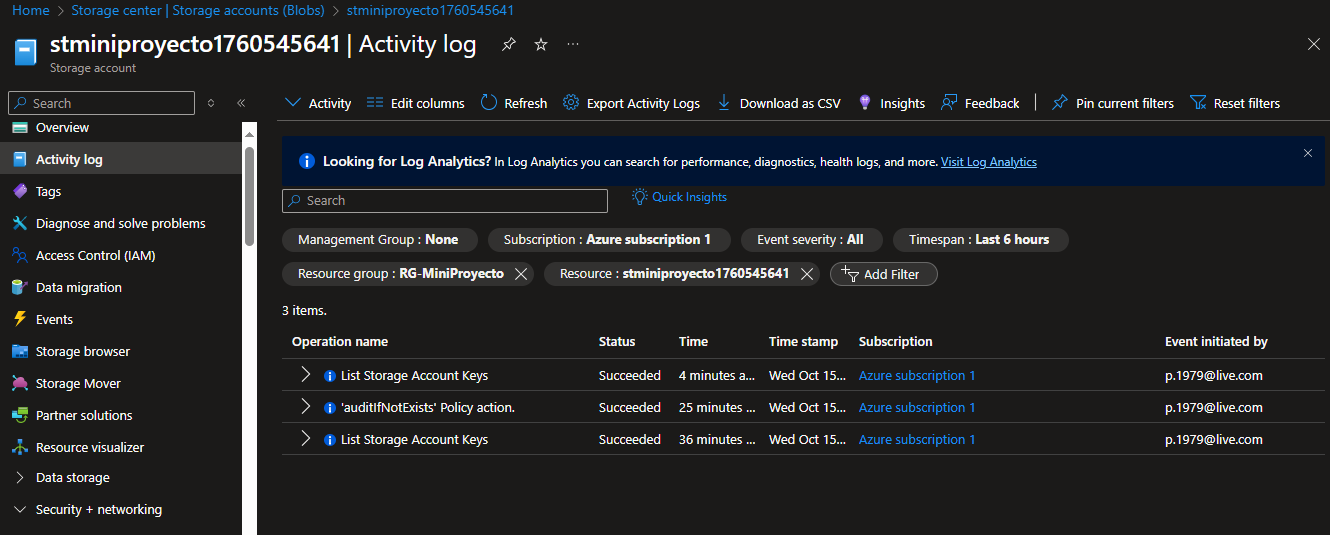 Home > Storage center | Storage accounts (Blobs) > stminiproyecto1760545641
stminiproyecto1760545641 | Activity log
Storage account
Search
Overview
Activity log
Tags
Diagnose and solve problems
Access Control (IAM)
Data migration
Events
Storage browser
Storage Mover
Partner solutions
Resource visualizer
Data storage
Security + networking
Activity Edit columns Refresh Export Activity Logs Download as CSV Insights Feedback Pin current filters Reset filters
Looking for Log Analytics? In Log Analytics you can search for performance, diagnostics, health logs, and more. Visit Log Analytics
Search Quick Insights
Management Group : None Subscription : Azure subscription 1 Event severity : All Timespan : Last 6 hours
Resource group : RG-MiniProyecto Resource : stminiproyecto1760545641 Add Filter
3 items.
Operation name Status Time Time stamp Subscription Event initiated by
List Storage Account Keys Succeeded 4 minutes a... Wed Oct 15... Azure subscription 1 p.1979@live.com
'auditIfNotExists' Policy action. Succeeded 25 minutes ... Wed Oct 15... Azure subscription 1 p.1979@live.com
List Storage Account Keys Succeeded 36 minutes ... Wed Oct 15... Azure subscription 1 p.1979@live.com